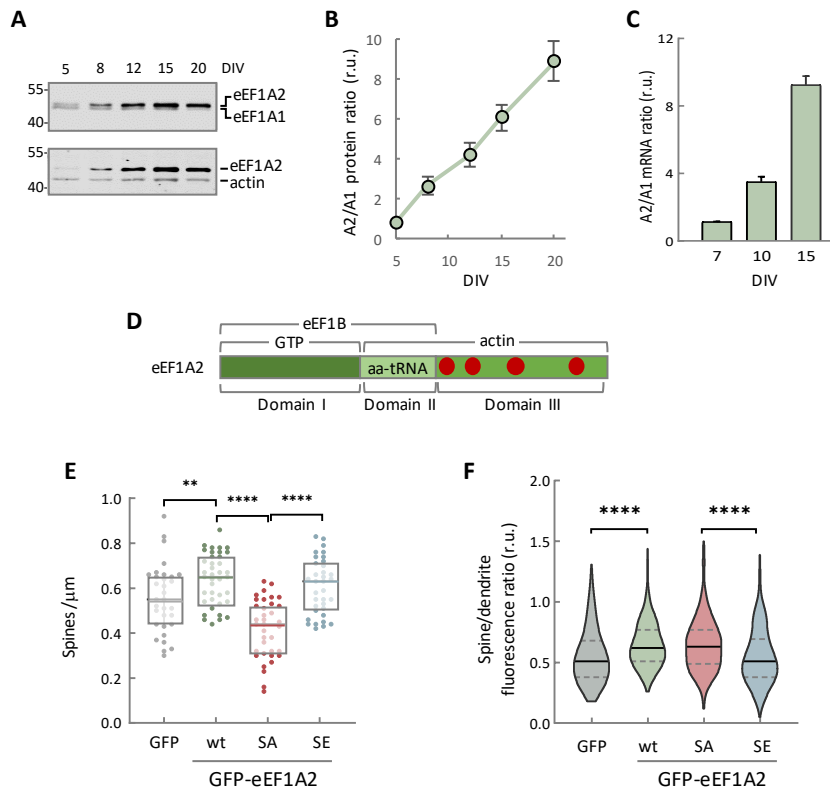 A
5 8 12 15 20 DIV
55
40
eEF1A2
eEF1A1
55
40
eEF1A2
actin
B
A2/A1 protein ratio (r.u.)
10
8
6
4
2
0
5 10 15 20
DIV
C
A2/A1 mRNA ratio (r.u.)
12
8
4
0
7 10 15
DIV
D
eEF1B
GTP
actin
eEF1A2
aa-tRNA
Domain I
Domain II
Domain III
E
Spines/μm
1.0
0.8
0.6
0.4
0.2
0.0
** **** ****
GFP wt SA SE
GFP-eEF1A2
F
Spine/dendrite
fluorescence ratio (r.u.)
2.0
1.5
1.0
0.5
0.0
**** ****
GFP wt SA SE
GFP-eEF1A2